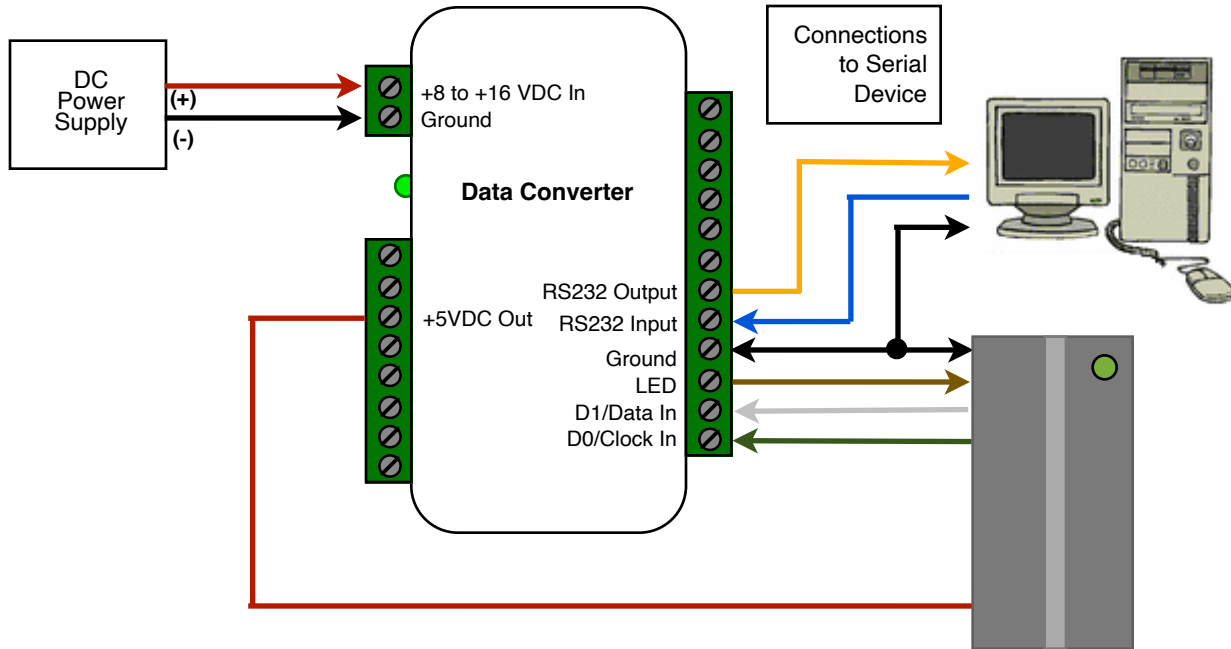 DC
Power
Supply
(+)
(-)
+8 to +16 VDC In
Ground
Data Converter
Connections
to Serial
Device
+5VDC Out
RS232 Output
RS232 Input
Ground
LED
D1/Data In
D0/Clock In